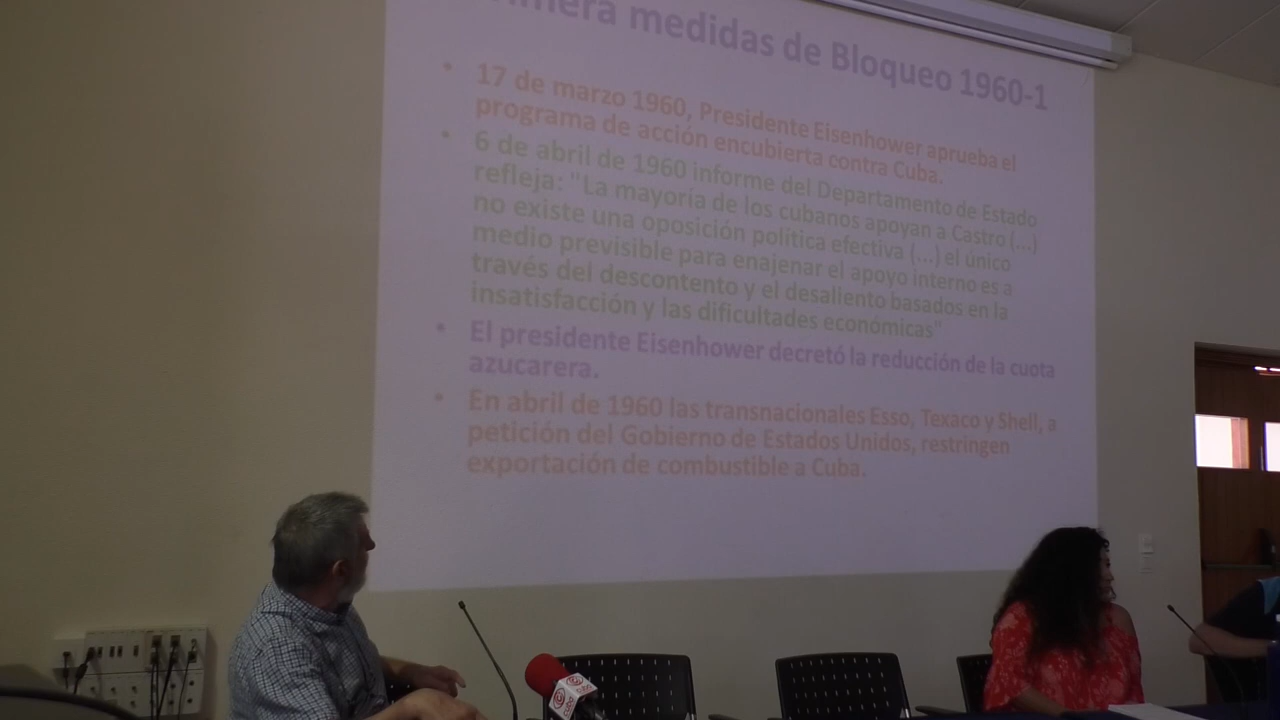 rimera medidas de Bloqueo 1960-1
• 17 de marzo 1960, Presidente Eisenhower aprueba el
programa de acción encubierta contra Cuba.
• 6 de abril de 1960 informe del Departamento de Estado
refleja: "La mayoría de los cubanos apoyan a Castro (...)
no existe una oposición política efectiva (...) el único
medio previsible para enajenar el apoyo interno es a
través del descontento y el desaliento basados en la
insatisfacción y las dificultades económicas"
• El presidente Eisenhower decretó la reducción de la cuota
azucarera.
• En abril de 1960 las transnacionales Esso, Texaco y Shell, a
petición del Gobierno de Estados Unidos, restringen
exportación de combustible a Cuba.